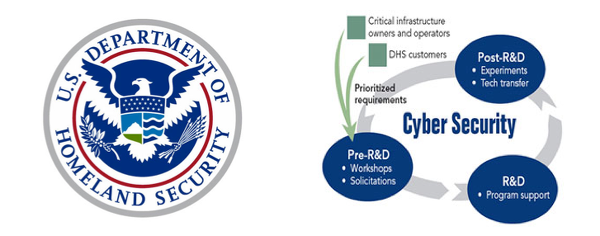 U.S. DEPARTMENT OF
HOMELAND SECURITY
Critical infrastructure
owners and operators
DHS customers
Prioritized
requirements
Post-R&D
• Experiments
• Tech transfer
Cyber Security
Pre-R&D
• Workshops
• Solicitations
R&D
• Program support